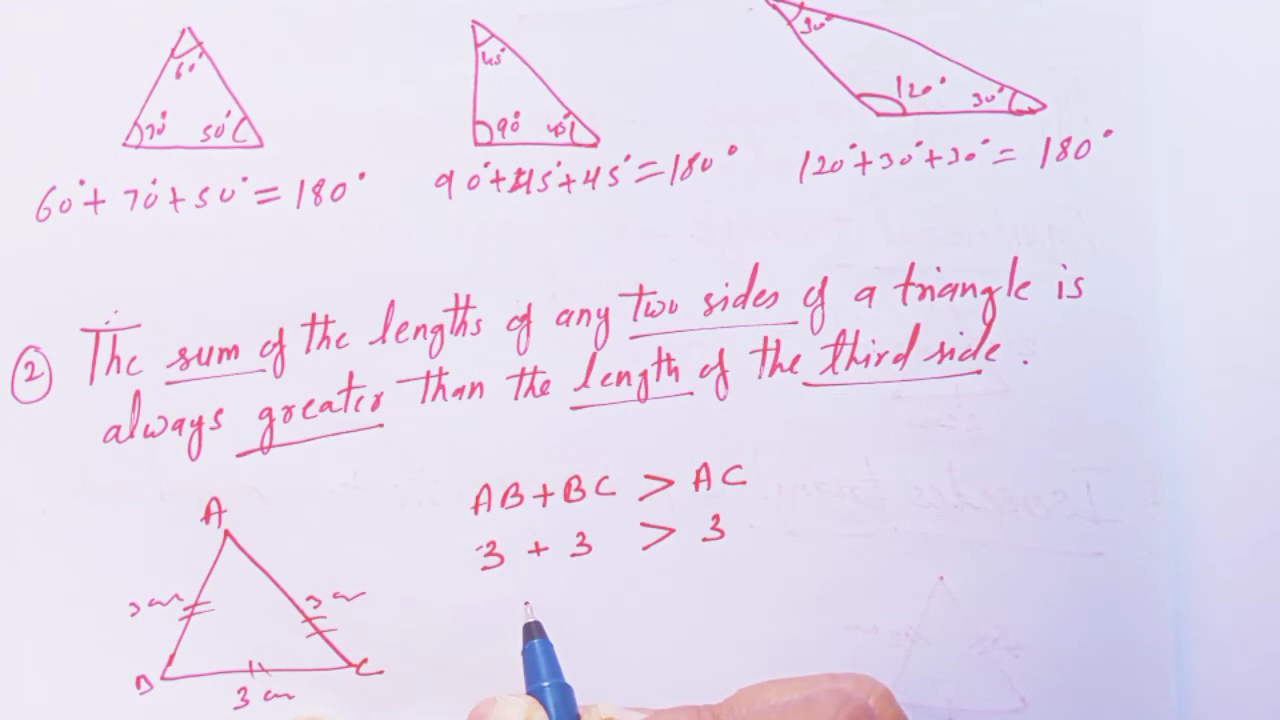 60° 70° 50°
45° 90° 45°
30° 120° 30°
60°+70°+50°=180°
90°+45°+45°=180°
120°+30°+30°=180°
② The sum of the lengths of any two sides of a triangle is
always greater than the length of the third side.
AB+BC > AC
3 + 3 > 3
A
3 cm 3 cm
B C
3 cm